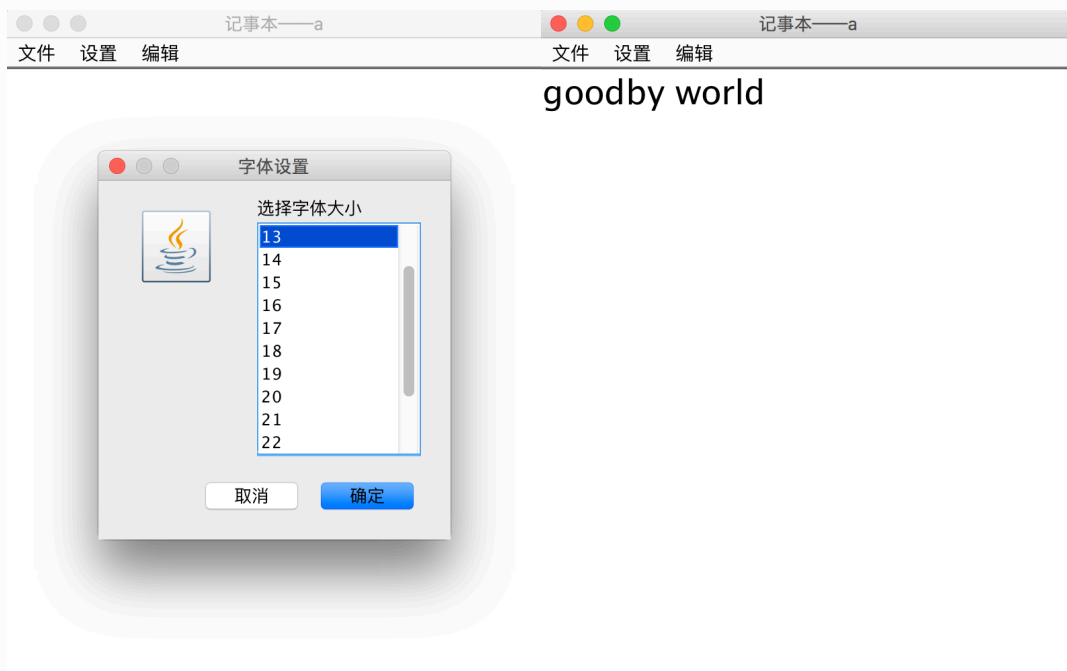 记事本——a
文件 设置 编辑
字体设置
选择字体大小
13
14
15
16
17
18
19
20
21
22
取消 确定
记事本——a
文件 设置 编辑
goodby world